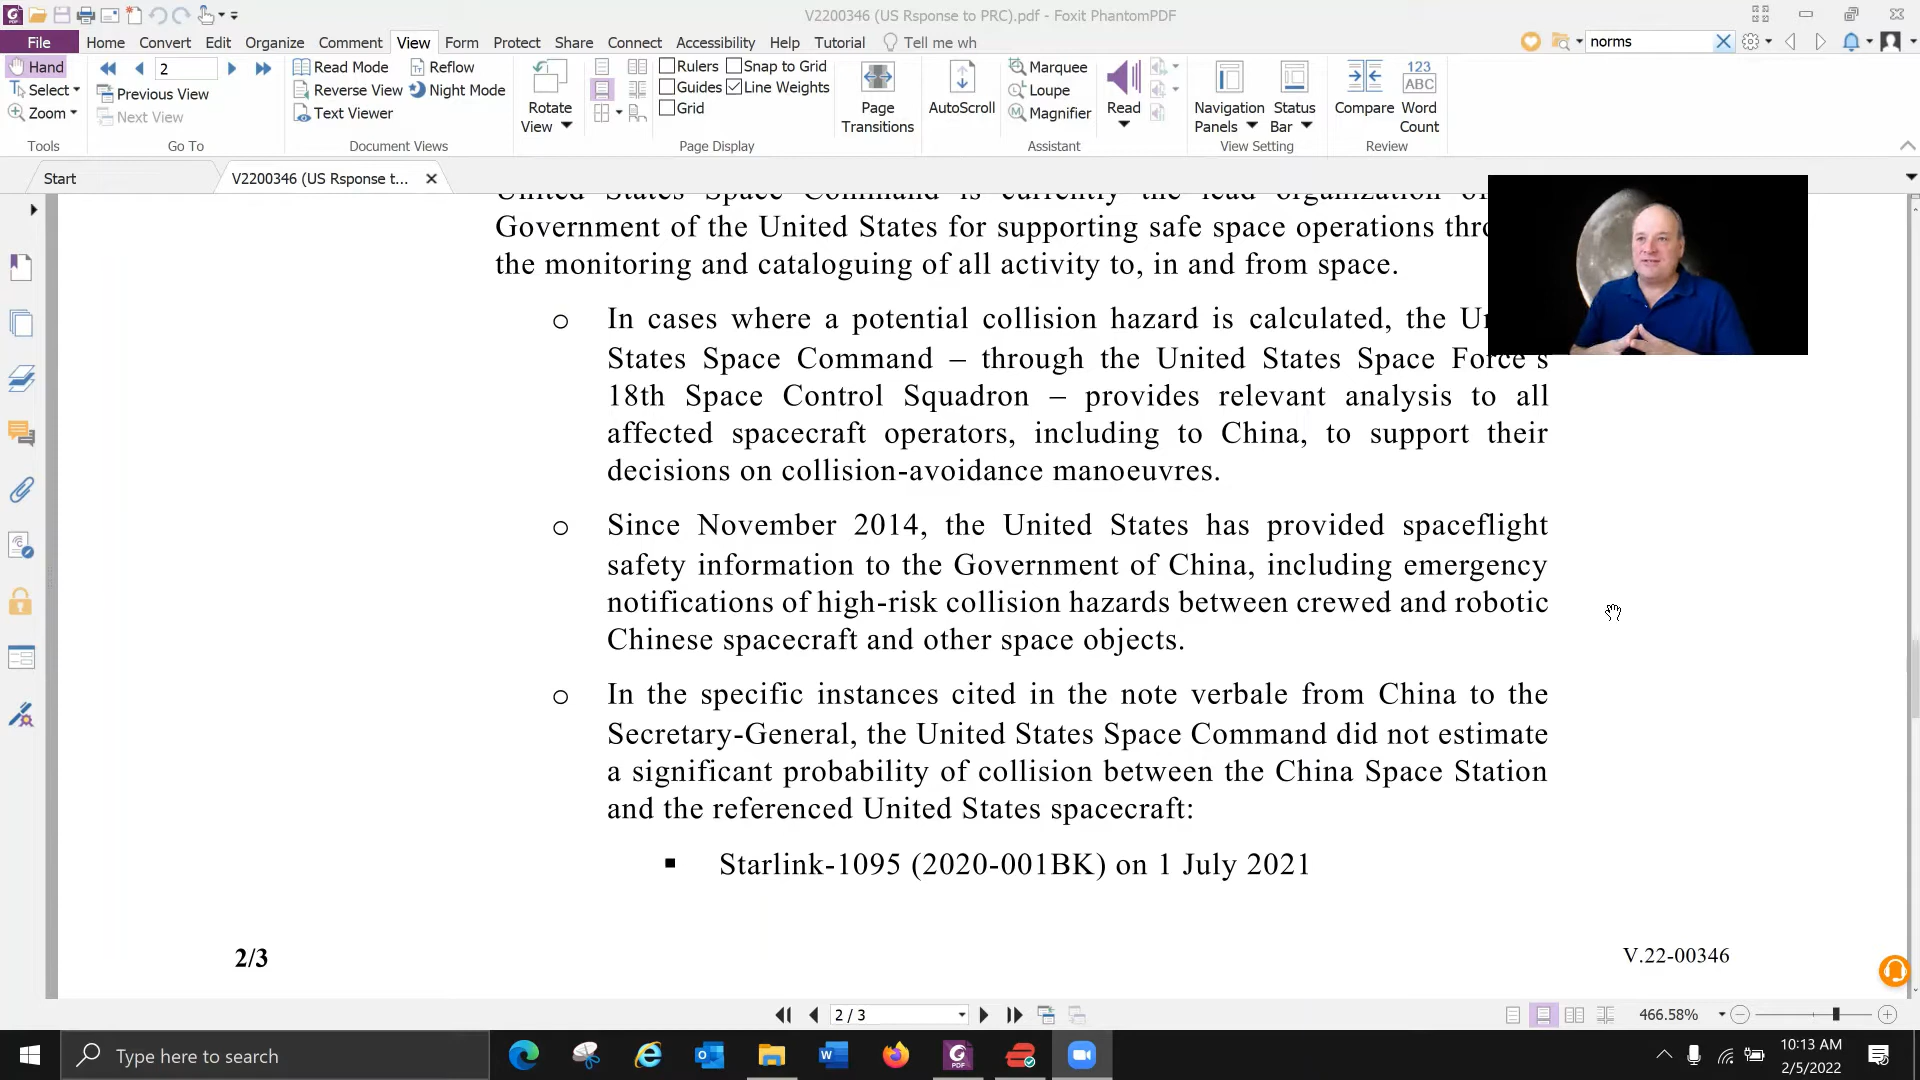 V2200346 (US Rsponse to PRC).pdf - Foxit PhantomPDF
File Home Convert Edit Organize Comment View Form Protect Share Connect Accessibility Help Tutorial Tell me wh norms
Hand
Select
Zoom
Tools
2
Previous View
Next View
Go To
Read Mode Reflow
Reverse View Night Mode
Text Viewer
Document Views
Rotate
View
Rulers Snap to Grid
Guides Line Weights
Grid
Page Display
Page
Transitions
AutoScroll
Marquee
Loupe
Magnifier
Assistant
Read
Navigation
Panels
Status
Bar
View Setting
Compare
123
ABC
Word
Count
Review
Start V2200346 (US Rsponse t...
United States Space Command is currently the lead organization
Government of the United States for supporting safe space operations
the monitoring and cataloguing of all activity to, in and from space.
o In cases where a potential collision hazard is calculated, the
States Space Command – through the United States Space Force's
18th Space Control Squadron – provides relevant analysis to all
affected spacecraft operators, including to China, to support their
decisions on collision-avoidance manoeuvres.
o Since November 2014, the United States has provided spaceflight
safety information to the Government of China, including emergency
notifications of high-risk collision hazards between crewed and robotic
Chinese spacecraft and other space objects.
o In the specific instances cited in the note verbale from China to the
Secretary-General, the United States Space Command did not estimate
a significant probability of collision between the China Space Station
and the referenced United States spacecraft:
▪ Starlink-1095 (2020-001BK) on 1 July 2021
2/3 V.22-00346
2 / 3
466.58%
Type here to search
10:13 AM
2/5/2022